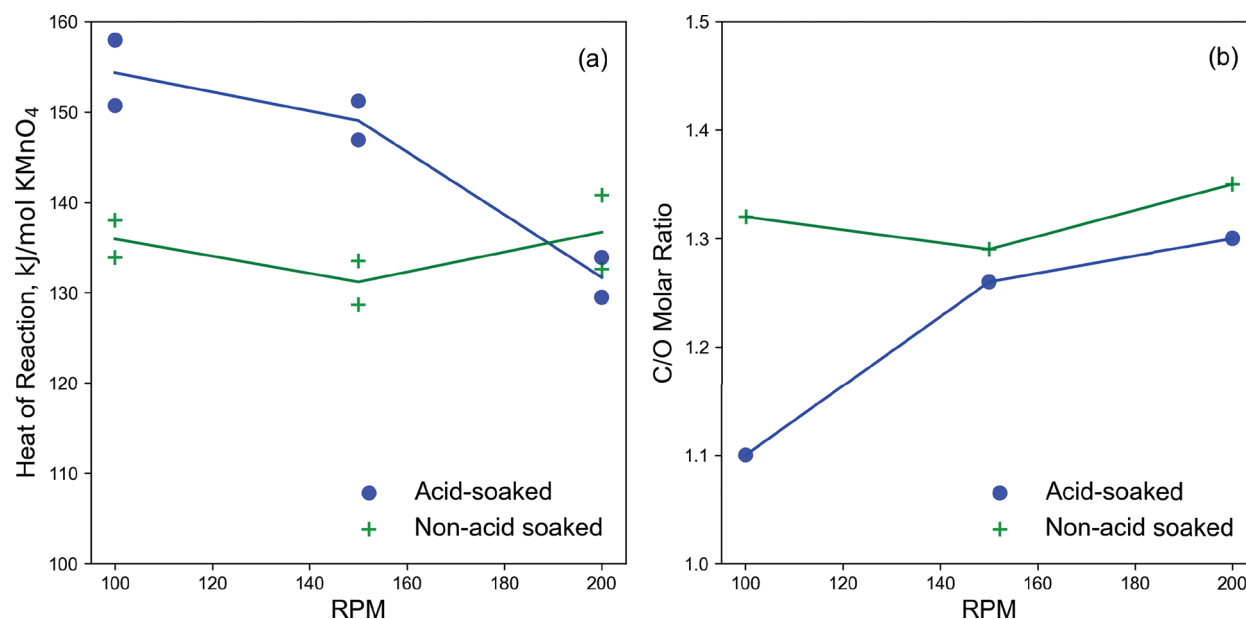 160
150
140
130
120
110
100
Heat of Reaction, kJ/mol KMnO4
(a)
Acid-soaked
Non-acid soaked
100 120 140 160 180 200
RPM
1.5
1.4
1.3
1.2
1.1
1.0
C/O Molar Ratio
(b)
Acid-soaked
Non-acid soaked
100 120 140 160 180 200
RPM